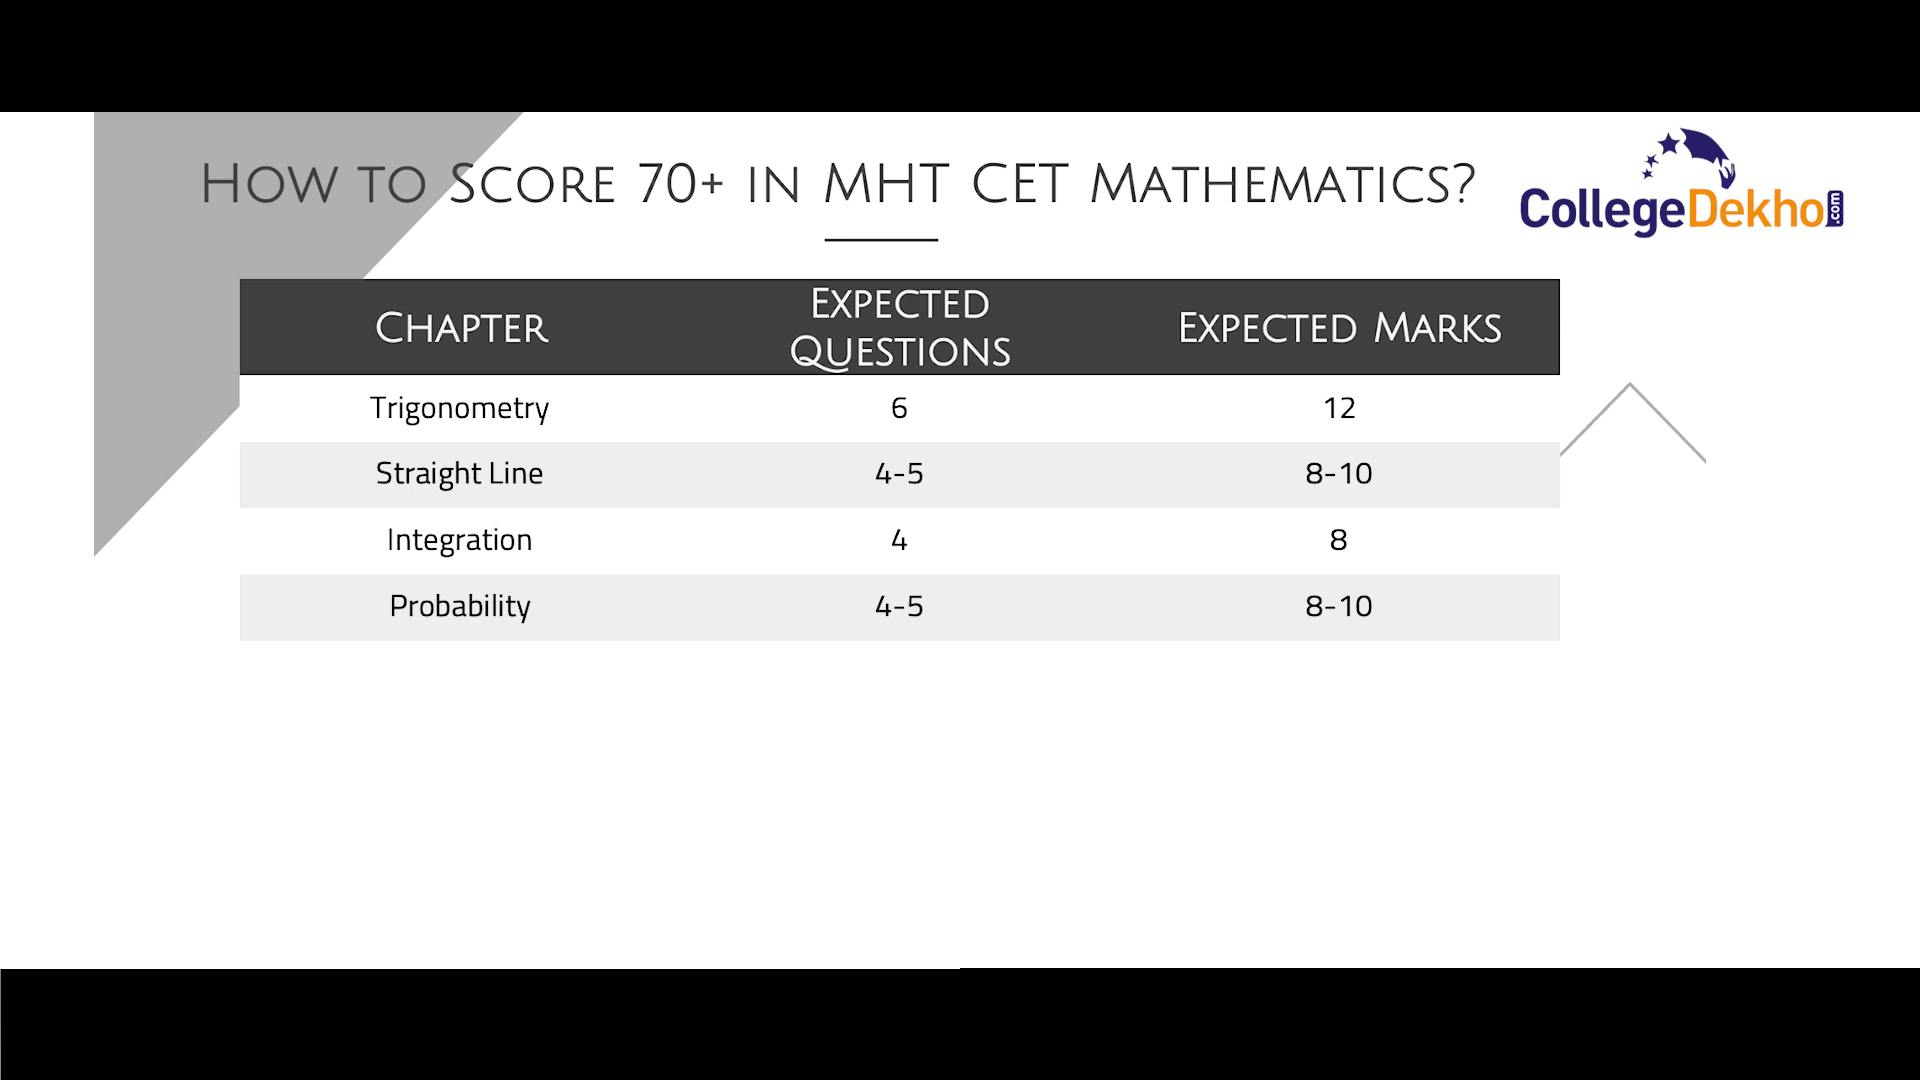 How to Score 70+ in MHT CET Mathematics?
CollegeDekho.com
Chapter Expected Questions Expected Marks
Trigonometry 6 12
Straight Line 4-5 8-10
Integration 4 8
Probability 4-5 8-10